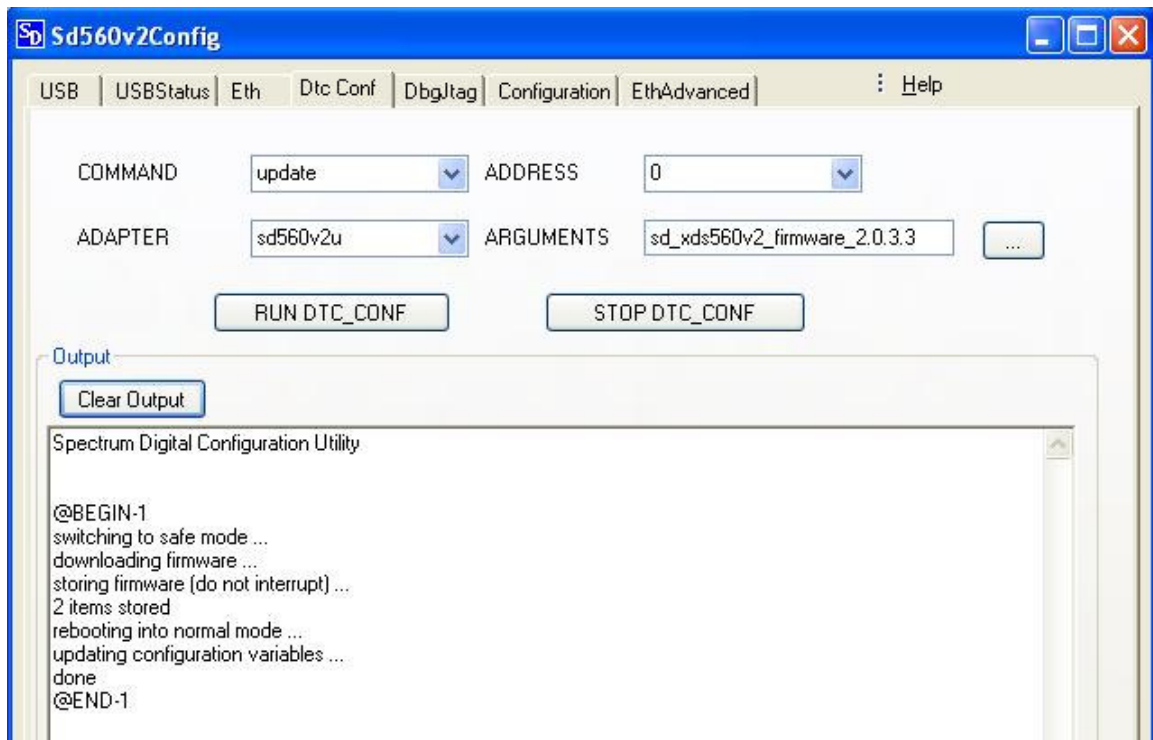 SD Sd560v2Config
USB USBStatus Eth Dtc Conf DbgJtag Configuration EthAdvanced Help
COMMAND update ADDRESS 0
ADAPTER sd560v2u ARGUMENTS sd_xds560v2_firmware_2.0.3.3 ...
RUN DTC_CONF STOP DTC_CONF
Output
Clear Output
Spectrum Digital Configuration Utility
@BEGIN-1
switching to safe mode ...
downloading firmware ...
storing firmware (do not interrupt) ...
2 items stored
rebooting into normal mode ...
updating configuration variables ...
done
@END-1